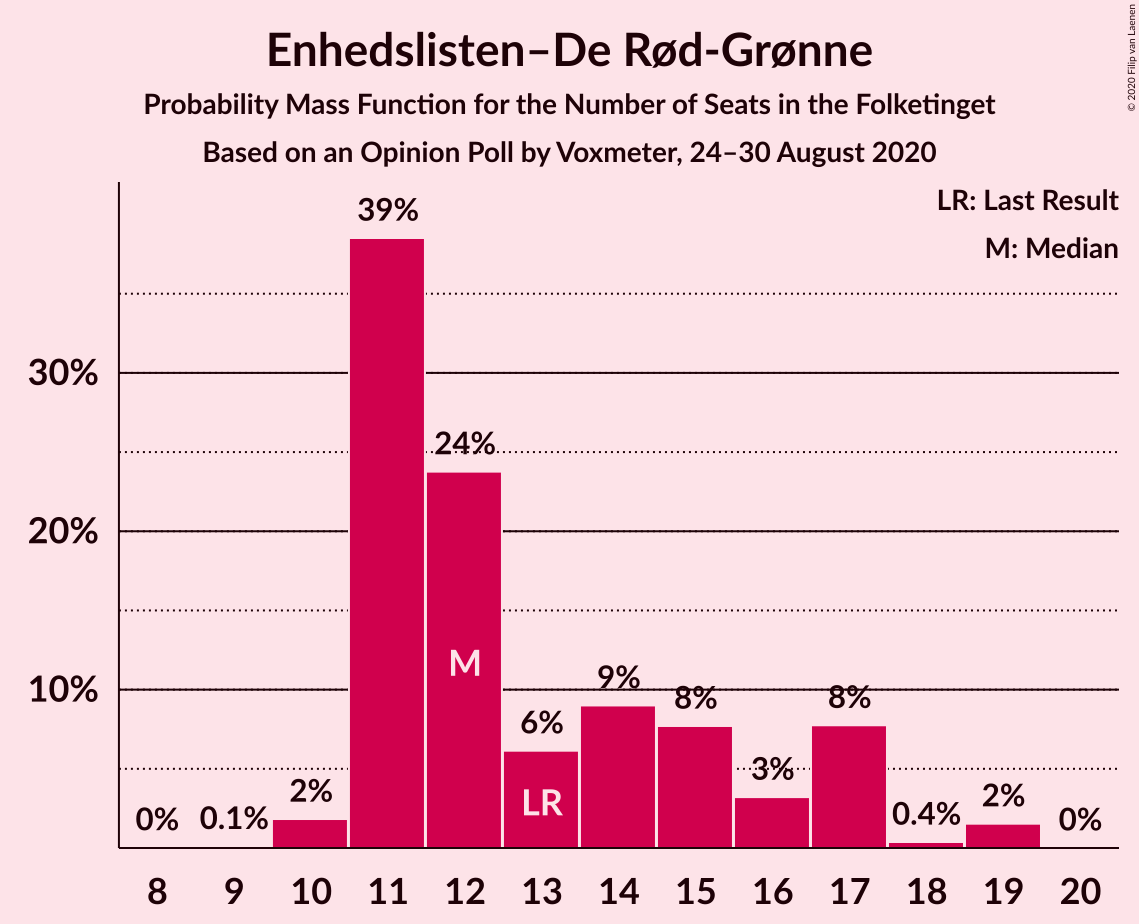 Enhedslisten–De Rød-Grønne
Probability Mass Function for the Number of Seats in the Folketinget
Based on an Opinion Poll by Voxmeter, 24–30 August 2020
© 2020 Filip van Laenen
LR: Last Result
M: Median
39%
30%
24%
20%
M
10%
9%
8%
8%
6%
3%
LR
2%
2%
0%
0.1%
0.4%
0%
8 9 10 11 12 13 14 15 16 17 18 19 20